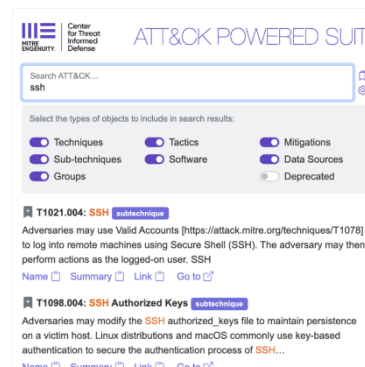 MITRE
ENGENUITY.
Center
for Threat
Informed
Defense
ATT&CK POWERED SUIT
Search ATT&CK...
ssh
Select the types of objects to include in search results:
Techniques Tactics Mitigations
Sub-techniques Software Data Sources
Groups Deprecated
T1021.004: SSH subtechnique
Adversaries may use Valid Accounts [https://attack.mitre.org/techniques/T1078]
to log into remote machines using Secure Shell (SSH). The adversary may then
perform actions as the logged-on user. SSH
Name Summary Link Go to
T1098.004: SSH Authorized Keys subtechnique
Adversaries may modify the SSH authorized_keys file to maintain persistence
on a victim host. Linux distributions and macOS commonly use key-based
authentication to secure the authentication process of SSH...
Name Summary Link Go to